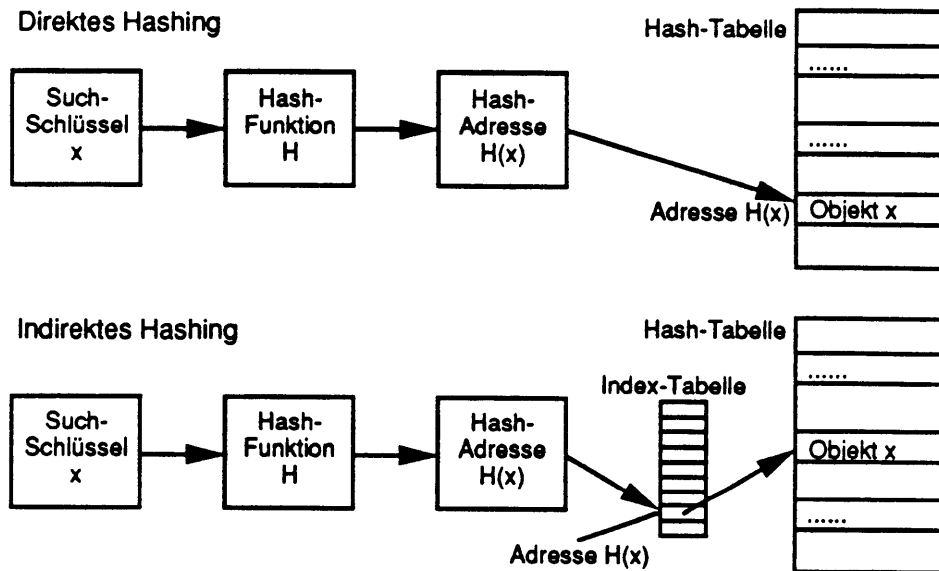 Direktes Hashing
Hash-Tabelle
......
Such-
Schlüssel
x
Hash-
Funktion
H
Hash-
Adresse
H(x)
......
Adresse H(x)
Objekt x
Indirektes Hashing
Hash-Tabelle
......
Index-Tabelle
Such-
Schlüssel
x
Hash-
Funktion
H
Hash-
Adresse
H(x)
Objekt x
......
Adresse H(x)